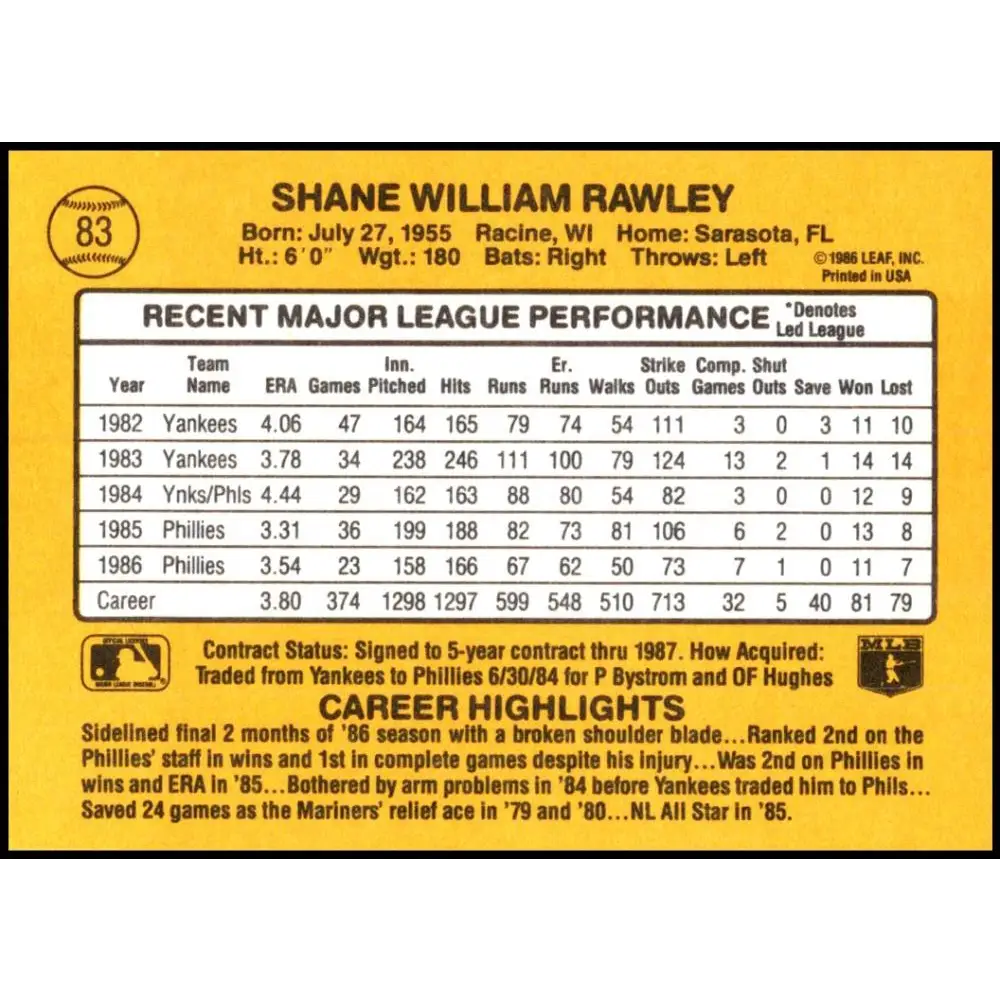 83
SHANE WILLIAM RAWLEY
Born: July 27, 1955 Racine, WI Home: Sarasota, FL
Ht.: 6'0" Wgt.: 180 Bats: Right Throws: Left
©1986 LEAF, INC.
Printed in USA
RECENT MAJOR LEAGUE PERFORMANCE *Denotes Led League
Year Team Name ERA Games Inn. Pitched Hits Runs Er. Runs Walks Strike Outs Comp. Games Shut Outs Save Won Lost
1982 Yankees 4.06 47 164 165 79 74 54 111 3 0 3 11 10
1983 Yankees 3.78 34 238 246 111 100 79 124 13 2 1 14 14
1984 Ynks/Phls 4.44 29 162 163 88 80 54 82 3 0 0 12 9
1985 Phillies 3.31 36 199 188 82 73 81 106 6 2 0 13 8
1986 Phillies 3.54 23 158 166 67 62 50 73 7 1 0 11 7
Career 3.80 374 1298 1297 599 548 510 713 32 5 40 81 79
OFFICIAL LICENSEE
MAJOR LEAGUE BASEBALL
Contract Status: Signed to 5-year contract thru 1987. How Acquired:
Traded from Yankees to Phillies 6/30/84 for P Bystrom and OF Hughes
MLB
CAREER HIGHLIGHTS
Sidelined final 2 months of '86 season with a broken shoulder blade...Ranked 2nd on the
Phillies' staff in wins and 1st in complete games despite his injury...Was 2nd on Phillies in
wins and ERA in '85...Bothered by arm problems in '84 before Yankees traded him to Phils...
Saved 24 games as the Mariners' relief ace in '79 and '80...NL All Star in '85.